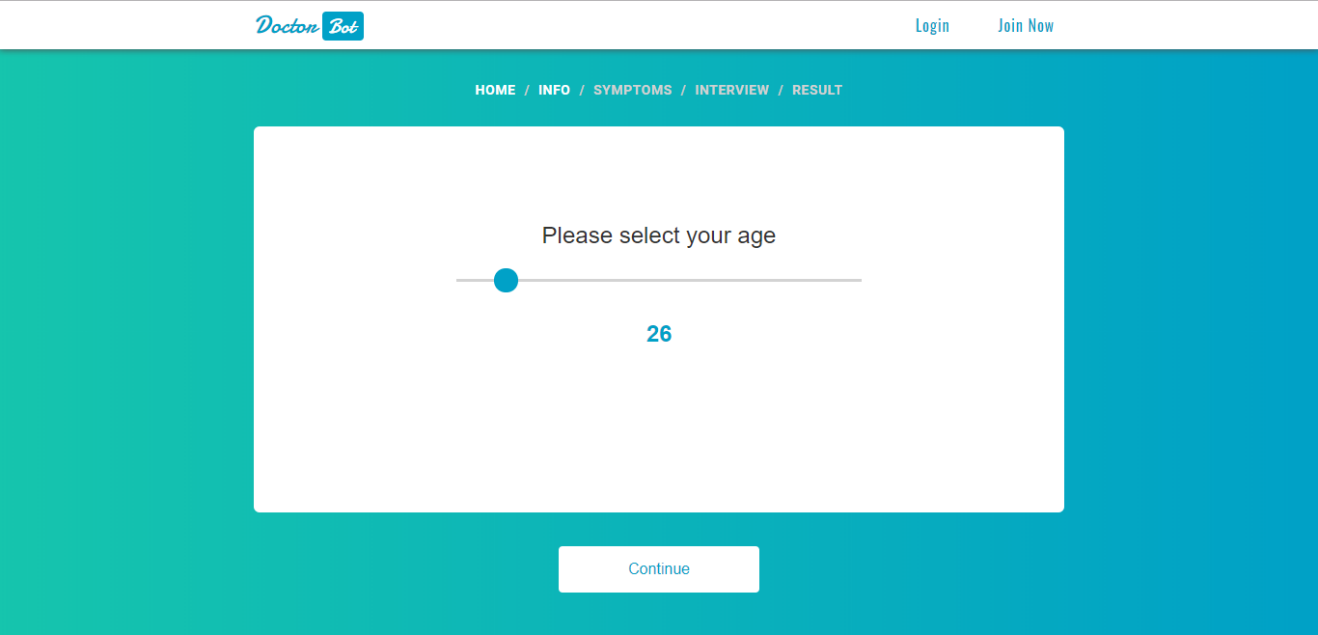 Doctor Bot Login Join Now
HOME / INFO / SYMPTOMS / INTERVIEW / RESULT
Please select your age
26
Continue